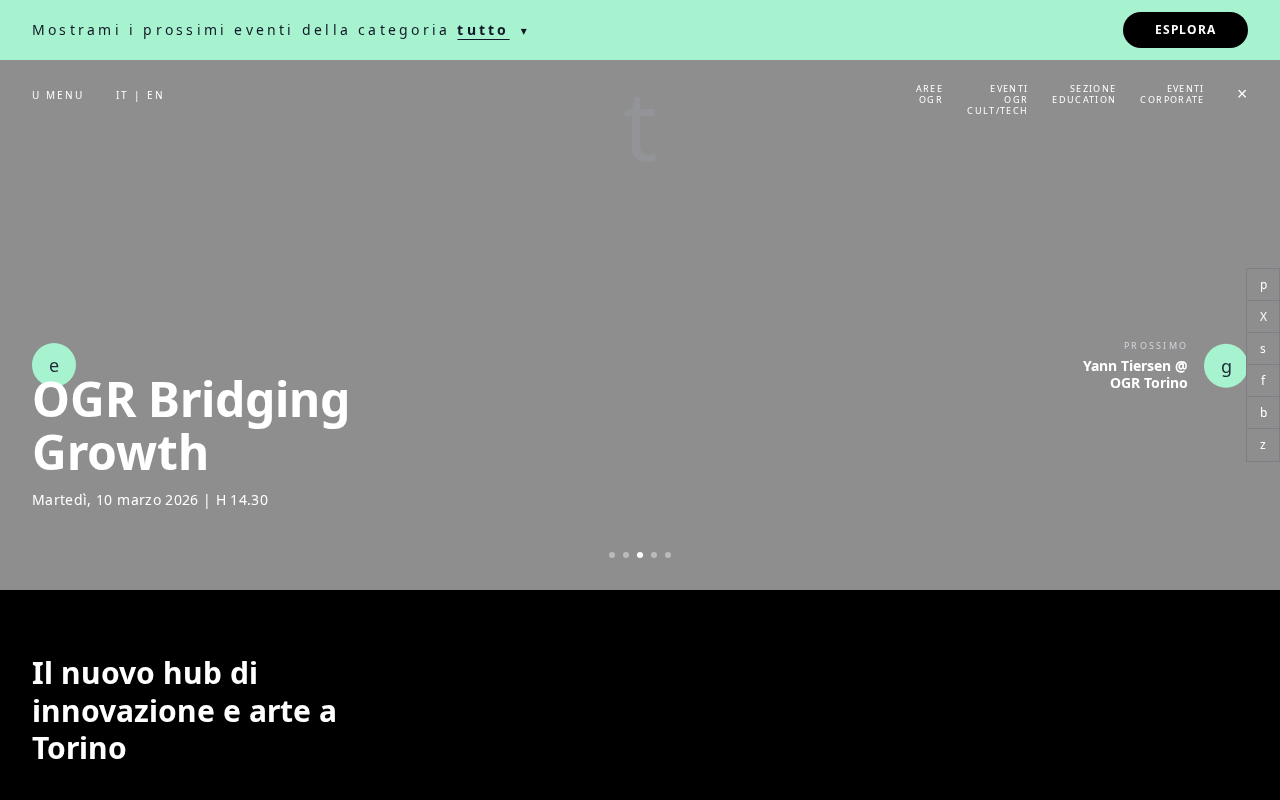 Mostrami i prossimi eventi della categoria tutto ▼
ESPLORA
U MENU
IT | EN
t
AREE
OGR
EVENTI
OGR
CULT/TECH
SEZIONE
EDUCATION
EVENTI
CORPORATE
×
e
OGR Bridging
Growth
Martedì, 10 marzo 2026 | H 14.30
PROSSIMO
Yann Tiersen @
OGR Torino
g
p
X
s
f
b
z
Il nuovo hub di
innovazione e arte a
Torino